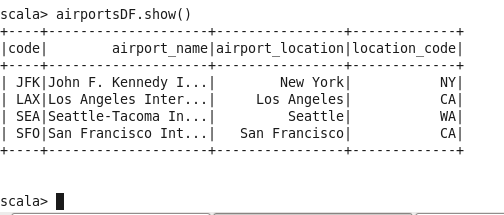 scala> airportsDF.show()
+----+--------------------+----------------+-------------+
|code|        airport_name|airport_location|location_code|
+----+--------------------+----------------+-------------+
| JFK|John F. Kennedy I...|        New York|           NY|
| LAX|Los Angeles Inter...|     Los Angeles|           CA|
| SEA|Seattle-Tacoma In...|         Seattle|           WA|
| SFO|San Francisco Int...|   San Francisco|           CA|
+----+--------------------+----------------+-------------+
scala>